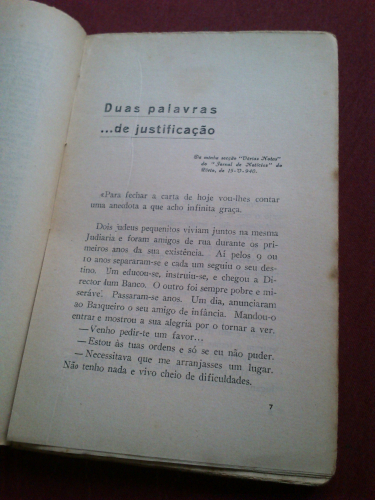 Duas palavras
...de justificação
Da minha secção "Várias Notas"
do "Jornal de Notícias" da
«Para fechar a carta de hoje vou-lhes contar
uma anedota a que acho infinita graça.
Dois judeus pequenitos viviam juntos na mesma
Judiaria e foram amigos de rua durante os pri-
meiros anos da sua existência. Aí pelos 9 ou
10 anos separaram-se e cada um seguiu o seu des-
tino. Um educou-se, instruiu-se, e chegou a Di-
rector dum Banco. O outro foi sempre pobre e mi-
serável. Passaram-se anos. Um dia, anunciaram
ao Banqueiro o seu amigo de infância. Mandou-o
entrar e mostrou a sua alegria por o tornar a ver.
—Venho pedir-te um favor...
—Estou às tuas ordens e só se eu não puder.
—Necessitava que me arranjasses um lugar.
Não tenho nada e vivo cheio de dificuldades.
7